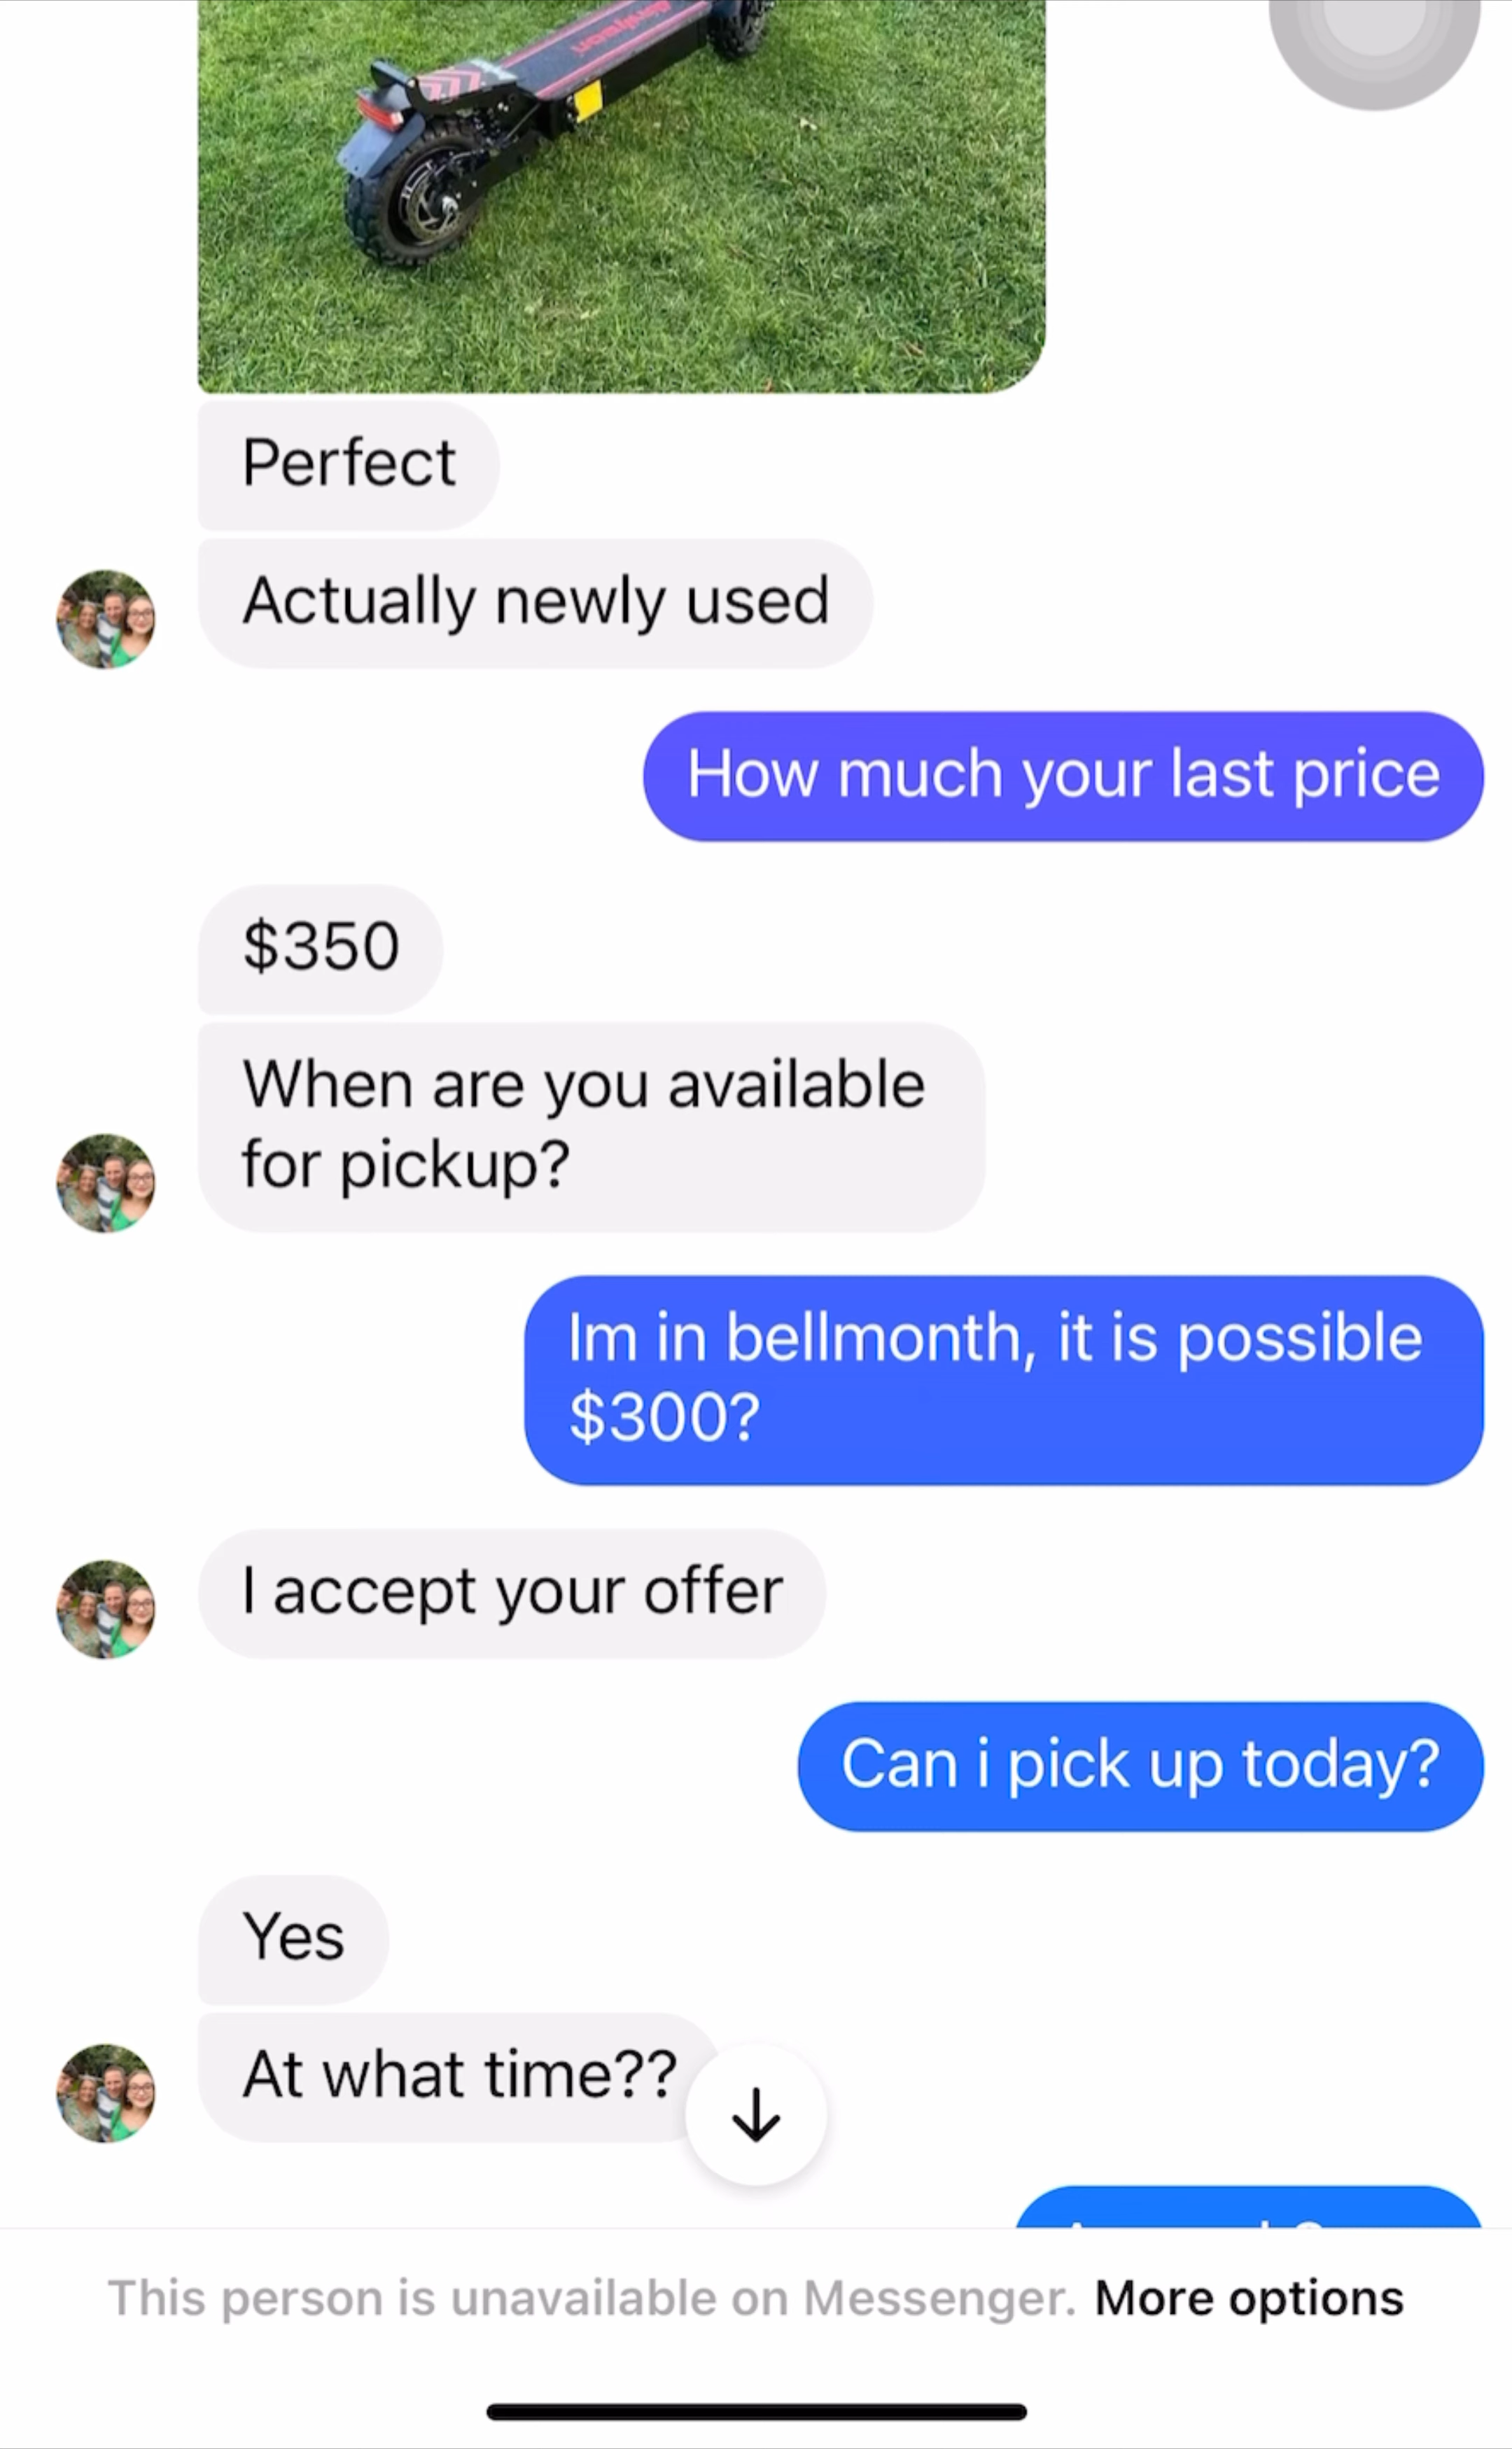 Perfect
Actually newly used
How much your last price
$350
When are you available
for pickup?
Im in bellmonth, it is possible
$300?
I accept your offer
Can i pick up today?
Yes
At what time??
This person is unavailable on Messenger. More options